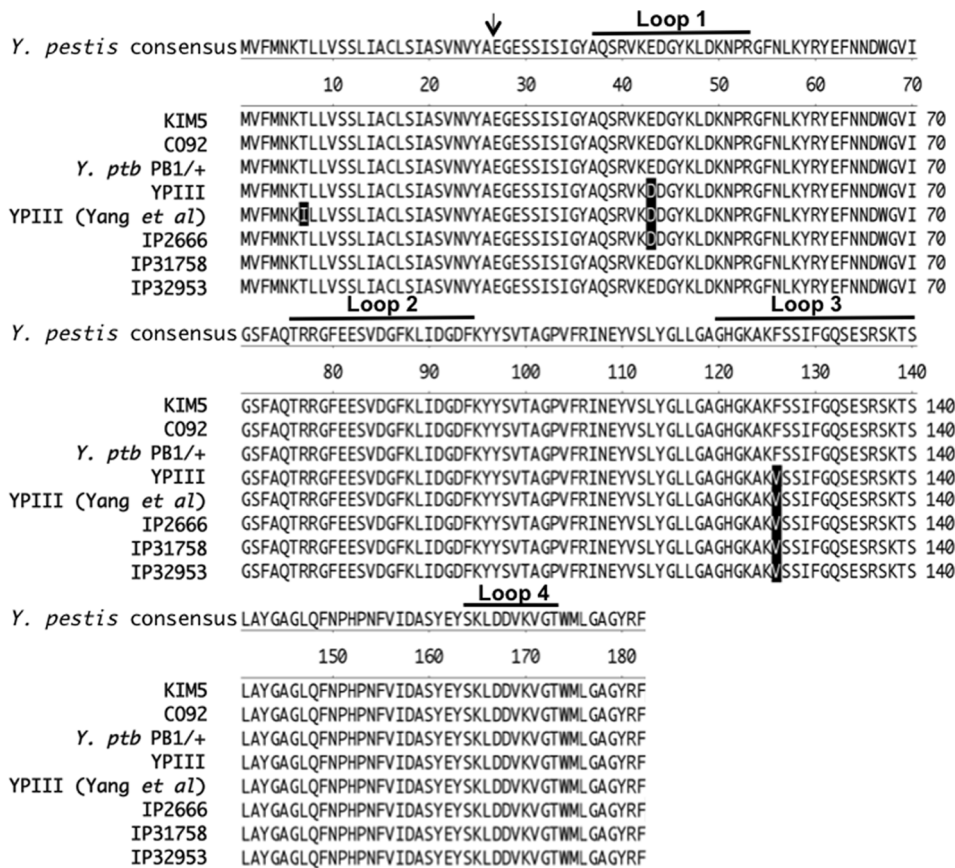 Loop 1
Y. pestis consensus MVFMNKTLLVSSLIACLSIASVNVYAEGESSISIGYAQSRVKEDGYKLDKNPRGFNLKYRYEFNNDWGVI
10 20 30 40 50 60 70
KIM5 MVFMNKTLLVSSLIACLSIASVNVYAEGESSISIGYAQSRVKEDGYKLDKNPRGFNLKYRYEFNNDWGVI 70
CO92 MVFMNKTLLVSSLIACLSIASVNVYAEGESSISIGYAQSRVKEDGYKLDKNPRGFNLKYRYEFNNDWGVI 70
Y. ptb PB1/+ MVFMNKTLLVSSLIACLSIASVNVYAEGESSISIGYAQSRVKEDGYKLDKNPRGFNLKYRYEFNNDWGVI 70
YPIII MVFMNKTLLVSSLIACLSIASVNVYAEGESSISIGYAQSRVKDDGYKLDKNPRGFNLKYRYEFNNDWGVI 70
YPIII (Yang et al) MVFMNKILLVSSLIACLSIASVNVYAEGESSISIGYAQSRVKDDGYKLDKNPRGFNLKYRYEFNNDWGVI 70
IP2666 MVFMNKTLLVSSLIACLSIASVNVYAEGESSISIGYAQSRVKDDGYKLDKNPRGFNLKYRYEFNNDWGVI 70
IP31758 MVFMNKTLLVSSLIACLSIASVNVYAEGESSISIGYAQSRVKEDGYKLDKNPRGFNLKYRYEFNNDWGVI 70
IP32953 MVFMNKTLLVSSLIACLSIASVNVYAEGESSISIGYAQSRVKEDGYKLDKNPRGFNLKYRYEFNNDWGVI 70
Loop 2 Loop 3
Y. pestis consensus GSFAQTRRGFEESVDGFKLIDGDFKYYSVTAGPVFRINEYVSLYGLLGAGHGKAKFSSIFGQSESRSKTS
80 90 100 110 120 130 140
KIM5 GSFAQTRRGFEESVDGFKLIDGDFKYYSVTAGPVFRINEYVSLYGLLGAGHGKAKFSSIFGQSESRSKTS 140
CO92 GSFAQTRRGFEESVDGFKLIDGDFKYYSVTAGPVFRINEYVSLYGLLGAGHGKAKFSSIFGQSESRSKTS 140
Y. ptb PB1/+ GSFAQTRRGFEESVDGFKLIDGDFKYYSVTAGPVFRINEYVSLYGLLGAGHGKAKFSSIFGQSESRSKTS 140
YPIII GSFAQTRRGFEESVDGFKLIDGDFKYYSVTAGPVFRINEYVSLYGLLGAGHGKAKVSSIFGQSESRSKTS 140
YPIII (Yang et al) GSFAQTRRGFEESVDGFKLIDGDFKYYSVTAGPVFRINEYVSLYGLLGAGHGKAKVSSIFGQSESRSKTS 140
IP2666 GSFAQTRRGFEESVDGFKLIDGDFKYYSVTAGPVFRINEYVSLYGLLGAGHGKAKVSSIFGQSESRSKTS 140
IP31758 GSFAQTRRGFEESVDGFKLIDGDFKYYSVTAGPVFRINEYVSLYGLLGAGHGKAKVSSIFGQSESRSKTS 140
IP32953 GSFAQTRRGFEESVDGFKLIDGDFKYYSVTAGPVFRINEYVSLYGLLGAGHGKAKVSSIFGQSESRSKTS 140
Loop 4
Y. pestis consensus LAYGAGLQFNPHPNFVIDASYEYSKLDDVKVGTWMLGAGYRF
150 160 170 180
KIM5 LAYGAGLQFNPHPNFVIDASYEYSKLDDVKVGTWMLGAGYRF
CO92 LAYGAGLQFNPHPNFVIDASYEYSKLDDVKVGTWMLGAGYRF
Y. ptb PB1/+ LAYGAGLQFNPHPNFVIDASYEYSKLDDVKVGTWMLGAGYRF
YPIII LAYGAGLQFNPHPNFVIDASYEYSKLDDVKVGTWMLGAGYRF
YPIII (Yang et al) LAYGAGLQFNPHPNFVIDASYEYSKLDDVKVGTWMLGAGYRF
IP2666 LAYGAGLQFNPHPNFVIDASYEYSKLDDVKVGTWMLGAGYRF
IP31758 LAYGAGLQFNPHPNFVIDASYEYSKLDDVKVGTWMLGAGYRF
IP32953 LAYGAGLQFNPHPNFVIDASYEYSKLDDVKVGTWMLGAGYRF